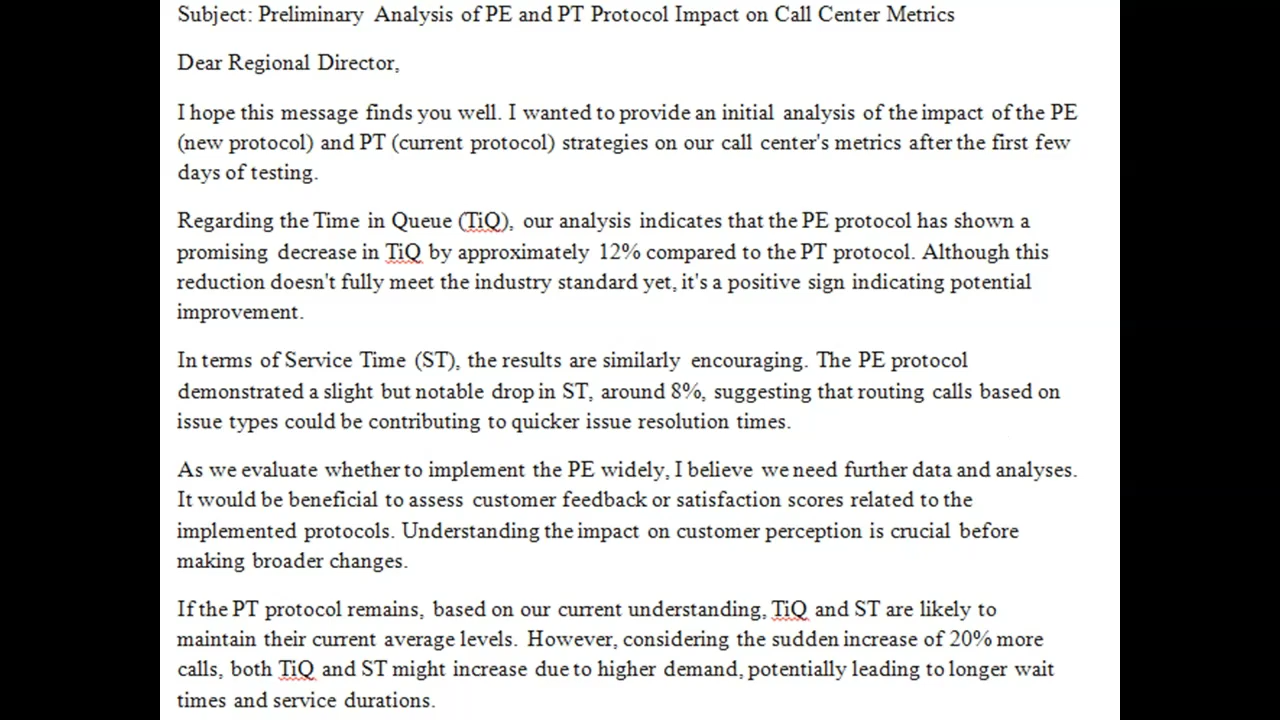 Subject: Preliminary Analysis of PE and PT Protocol Impact on Call Center Metrics
Dear Regional Director,
I hope this message finds you well. I wanted to provide an initial analysis of the impact of the PE
(new protocol) and PT (current protocol) strategies on our call center's metrics after the first few
days of testing.
Regarding the Time in Queue (TiQ), our analysis indicates that the PE protocol has shown a
promising decrease in TiQ by approximately 12% compared to the PT protocol. Although this
reduction doesn't fully meet the industry standard yet, it's a positive sign indicating potential
improvement.
In terms of Service Time (ST), the results are similarly encouraging. The PE protocol
demonstrated a slight but notable drop in ST, around 8%, suggesting that routing calls based on
issue types could be contributing to quicker issue resolution times.
As we evaluate whether to implement the PE widely, I believe we need further data and analyses.
It would be beneficial to assess customer feedback or satisfaction scores related to the
implemented protocols. Understanding the impact on customer perception is crucial before
making broader changes.
If the PT protocol remains, based on our current understanding, TiQ and ST are likely to
maintain their current average levels. However, considering the sudden increase of 20% more
calls, both TiQ and ST might increase due to higher demand, potentially leading to longer wait
times and service durations.